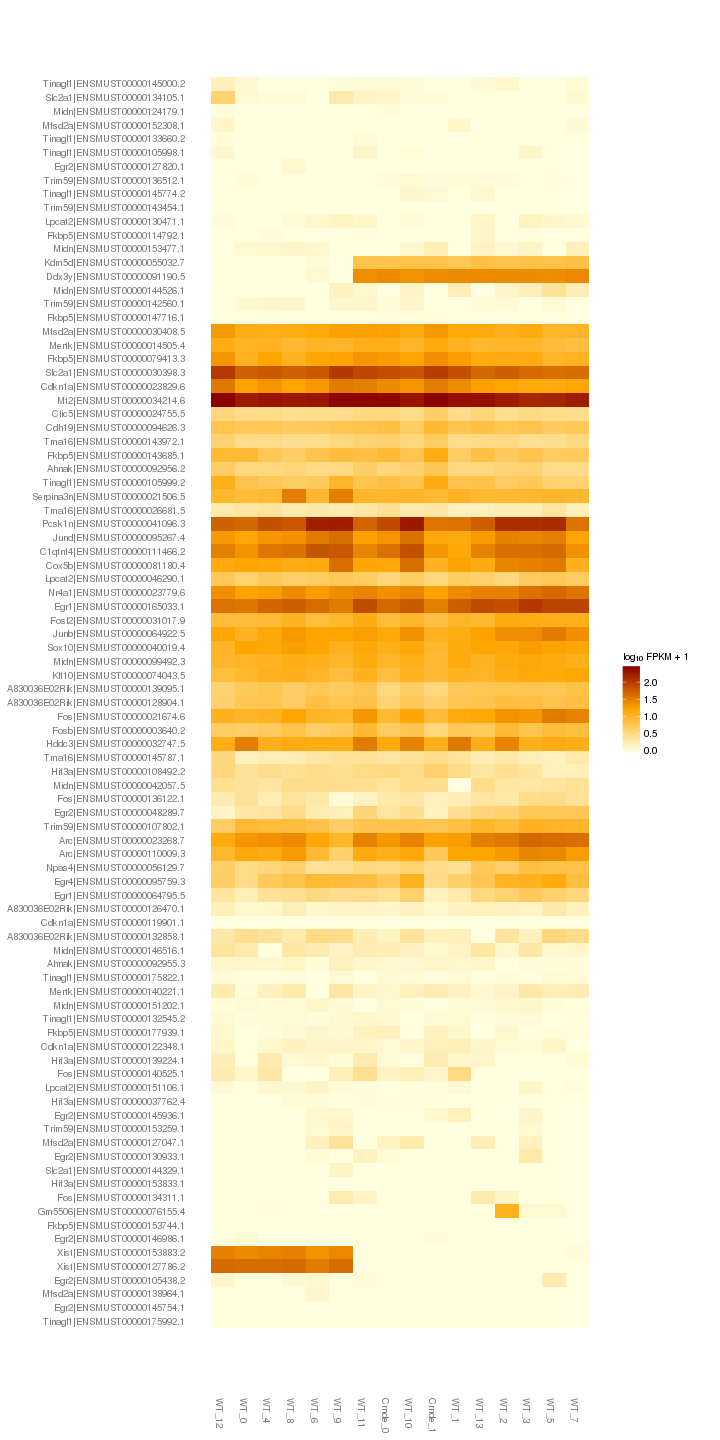 Tinagl1|ENSMUST00000145000.2
Slc2a1|ENSMUST00000134105.1
Midn|ENSMUST00000124179.1
Mfsd2a|ENSMUST00000152308.1
Tinagl1|ENSMUST00000133660.2
Tinagl1|ENSMUST00000105998.1
Egr2|ENSMUST00000127820.1
Trim59|ENSMUST00000136512.1
Tinagl1|ENSMUST00000145774.2
Trim59|ENSMUST00000143454.1
Lpcat2|ENSMUST00000130471.1
Fkbp5|ENSMUST00000114792.1
Midn|ENSMUST00000153477.1
Kdm5d|ENSMUST00000055032.7
Ddx3y|ENSMUST00000091190.5
Midn|ENSMUST00000144526.1
Trim59|ENSMUST00000142560.1
Fkbp5|ENSMUST00000147716.1
Mfsd2a|ENSMUST00000030408.5
Mertk|ENSMUST00000014505.4
Fkbp5|ENSMUST00000079413.3
Slc2a1|ENSMUST00000030398.3
Cdkn1a|ENSMUST00000023829.6
Mt2|ENSMUST00000034214.6
Clic5|ENSMUST00000024755.5
Cdh19|ENSMUST00000094626.3
Tma16|ENSMUST00000143972.1
Fkbp5|ENSMUST00000143685.1
Ahnak|ENSMUST00000092956.2
Tinagl1|ENSMUST00000105999.2
Serpina3n|ENSMUST00000021506.5
Tma16|ENSMUST00000026681.5
Pcsk1n|ENSMUST00000041096.3
Jund|ENSMUST00000095267.4
C1qtnf4|ENSMUST00000111466.2
Cox5b|ENSMUST00000081180.4
Lpcat2|ENSMUST00000046290.1
Nr4a1|ENSMUST00000023779.6
Egr1|ENSMUST00000165033.1
Fosl2|ENSMUST00000031017.9
Junb|ENSMUST00000064922.5
Sox10|ENSMUST00000040019.4
Midn|ENSMUST00000099492.3
Klf10|ENSMUST00000074043.5
A830036E02Rik|ENSMUST00000139095.1
A830036E02Rik|ENSMUST00000128904.1
Fos|ENSMUST00000021674.6
Fosb|ENSMUST00000003640.2
Hddc3|ENSMUST00000032747.5
Tma16|ENSMUST00000145787.1
Hif3a|ENSMUST00000108492.2
Midn|ENSMUST00000042057.5
Fos|ENSMUST00000136122.1
Egr2|ENSMUST00000048289.7
Trim59|ENSMUST00000107802.1
Arc|ENSMUST00000023268.7
Arc|ENSMUST00000110009.3
Npas4|ENSMUST00000056129.7
Egr4|ENSMUST00000095759.3
Egr1|ENSMUST00000064795.5
A830036E02Rik|ENSMUST00000126470.1
Cdkn1a|ENSMUST00000119901.1
A830036E02Rik|ENSMUST00000132858.1
Midn|ENSMUST00000146516.1
Ahnak|ENSMUST00000092955.3
Tinagl1|ENSMUST00000175822.1
Mertk|ENSMUST00000140221.1
Midn|ENSMUST00000151202.1
Tinagl1|ENSMUST00000132545.2
Fkbp5|ENSMUST00000177939.1
Cdkn1a|ENSMUST00000122348.1
Hif3a|ENSMUST00000139224.1
Fos|ENSMUST00000140525.1
Lpcat2|ENSMUST00000151106.1
Hif3a|ENSMUST00000037762.4
Egr2|ENSMUST00000145936.1
Trim59|ENSMUST00000153259.1
Mfsd2a|ENSMUST00000127047.1
Egr2|ENSMUST00000130933.1
Slc2a1|ENSMUST00000144329.1
Hif3a|ENSMUST00000153833.1
Fos|ENSMUST00000134311.1
Gm5506|ENSMUST00000076155.4
Fkbp5|ENSMUST00000153744.1
Egr2|ENSMUST00000146986.1
Xist|ENSMUST00000153883.2
Xist|ENSMUST00000127786.2
Egr2|ENSMUST00000105438.2
Mfsd2a|ENSMUST00000138964.1
Egr2|ENSMUST00000145754.1
Tinagl1|ENSMUST00000175992.1
log₁₀ FPKM + 1
2.0
1.5
1.0
0.5
0.0
WT_12
WT_0
WT_4
WT_8
WT_6
WT_9
WT_11
Cmde_0
WT_10
Cmde_1
WT_1
WT_13
WT_2
WT_3
WT_5
WT_7